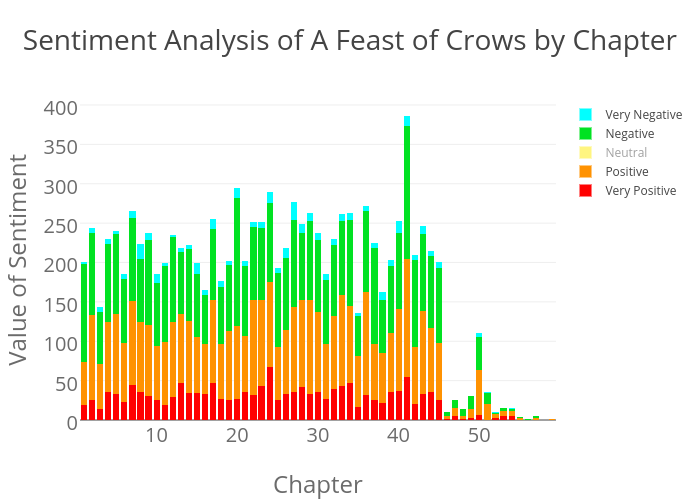 Sentiment Analysis of A Feast of Crows by Chapter
Value of Sentiment
400
350
300
250
200
150
100
50
0
10
20
30
40
50
Chapter
Very Negative
Negative
Neutral
Positive
Very Positive